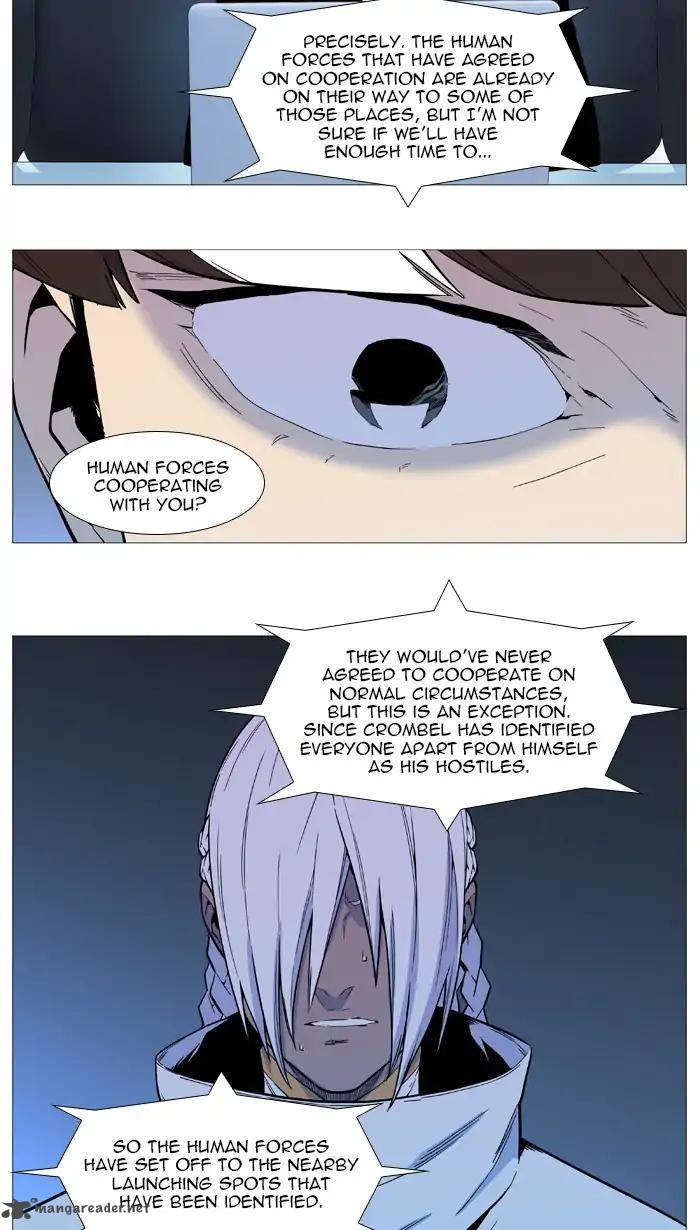 PRECISELY. THE HUMAN
FORCES THAT HAVE AGREED
ON COOPERATION ARE ALREADY
ON THEIR WAY TO SOME OF
THOSE PLACES, BUT I'M NOT
SURE IF WE'LL HAVE
ENOUGH TIME TO...
HUMAN FORCES
COOPERATING
WITH YOU?
THEY WOULD'VE NEVER
AGREED TO COOPERATE ON
NORMAL CIRCUMSTANCES,
BUT THIS IS AN EXCEPTION.
SINCE CROMBEL HAS IDENTIFIED
EVERYONE APART FROM HIMSELF
AS HIS HOSTILES.
SO THE HUMAN FORCES
HAVE SET OFF TO THE NEARBY
LAUNCHING SPOTS THAT
HAVE BEEN IDENTIFIED.
mangareader.net